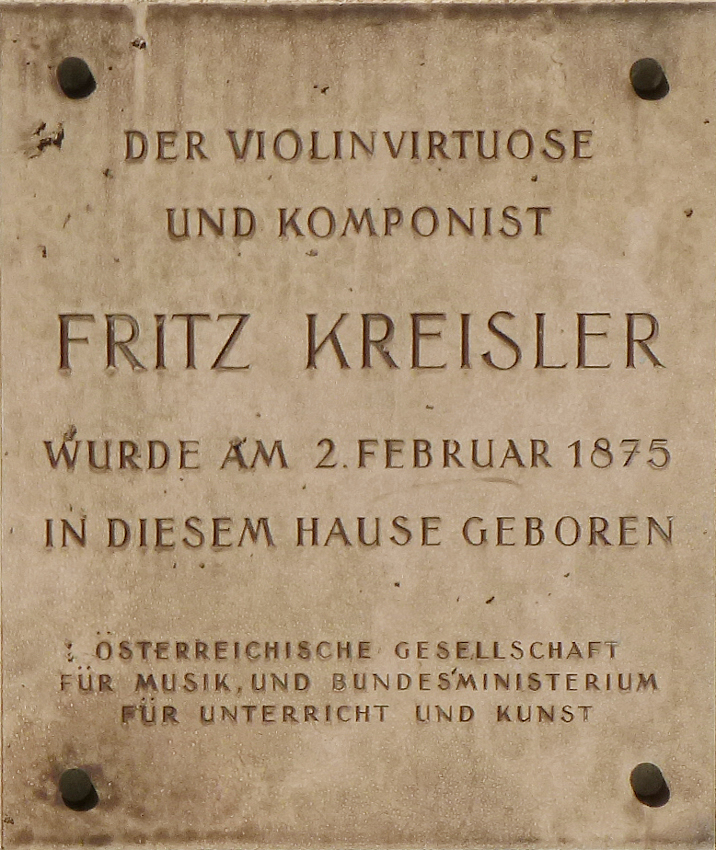 DER VIOLINVIRTUOSE
UND KOMPONIST
FRITZ KREISLER
WURDE AM 2. FEBRUAR 1875
IN DIESEM HAUSE GEBOREN
ÖSTERREICHISCHE GESELLSCHAFT
FÜR MUSIK, UND BUNDESMINISTERIUM
FÜR UNTERRICHT UND KUNST